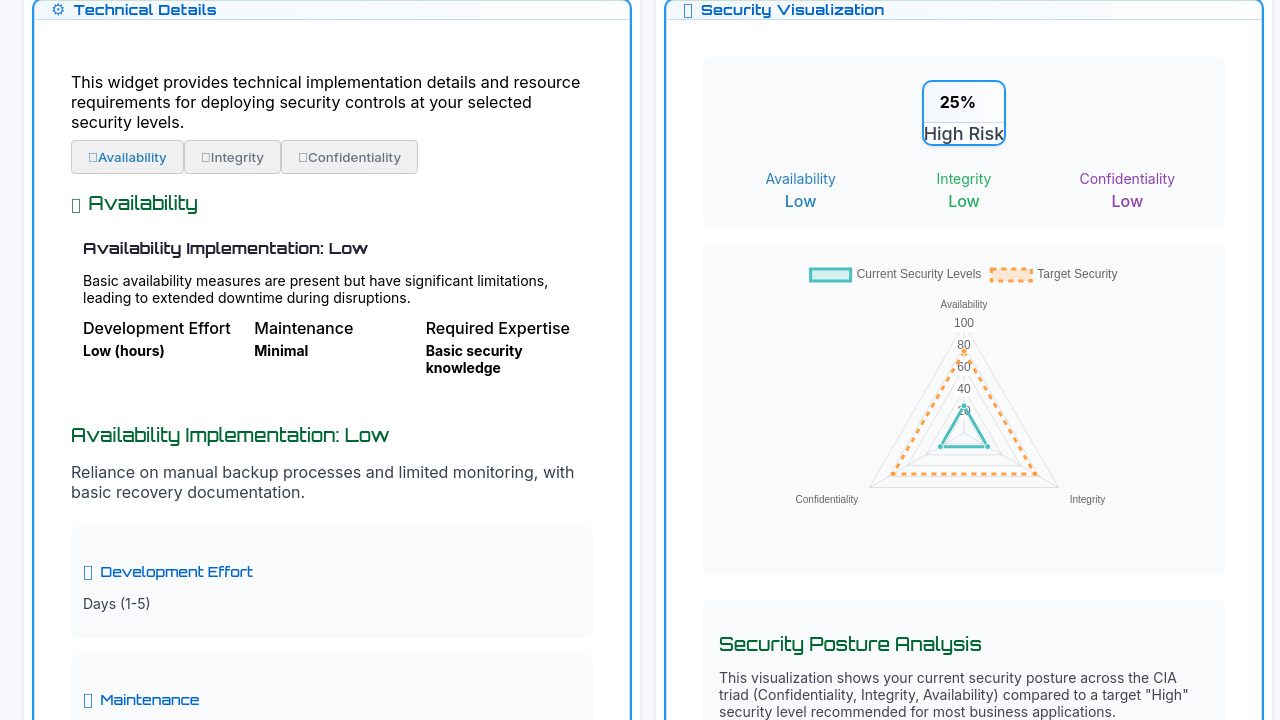 Technical Details
This widget provides technical implementation details and resource
requirements for deploying security controls at your selected
security levels.
Availability Integrity Confidentiality
Availability
Availability Implementation: Low
Basic availability measures are present but have significant limitations,
leading to extended downtime during disruptions.
Development Effort Maintenance Required Expertise
Low (hours) Minimal Basic security
knowledge
Availability Implementation: Low
Reliance on manual backup processes and limited monitoring, with
basic recovery documentation.
Development Effort
Days (1-5)
Maintenance
Security Visualization
25%
High Risk
Availability Integrity Confidentiality
Low Low Low
Current Security Levels Target Security
Availability
100
80
60
40
20
Confidentiality Integrity
Security Posture Analysis
This visualization shows your current security posture across the CIA
triad (Confidentiality, Integrity, Availability) compared to a target "High"
security level recommended for most business applications.